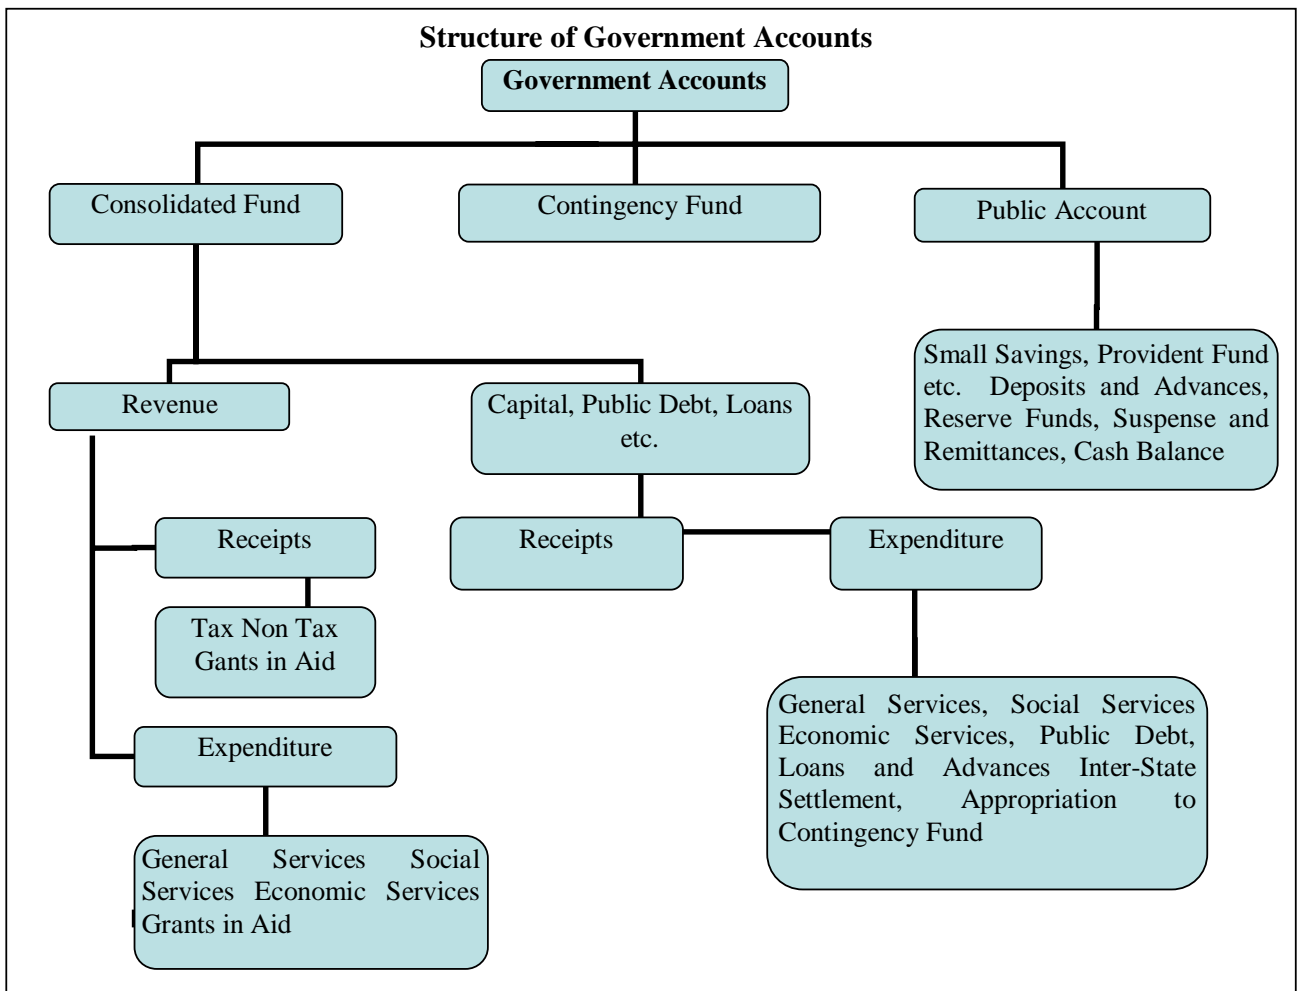 Structure of Government Accounts
Government Accounts
Consolidated Fund
Contingency Fund
Public Account
Small Savings, Provident Fund
etc. Deposits and Advances,
Reserve Funds, Suspense and
Remittances, Cash Balance
Revenue
Capital, Public Debt, Loans
etc.
Receipts
Receipts
Expenditure
Tax Non Tax
Gants in Aid
Expenditure
General Services, Social Services
Economic Services, Public Debt,
Loans and Advances Inter-State
Settlement, Appropriation to
Contingency Fund
General Services Social
Services Economic Services
Grants in Aid